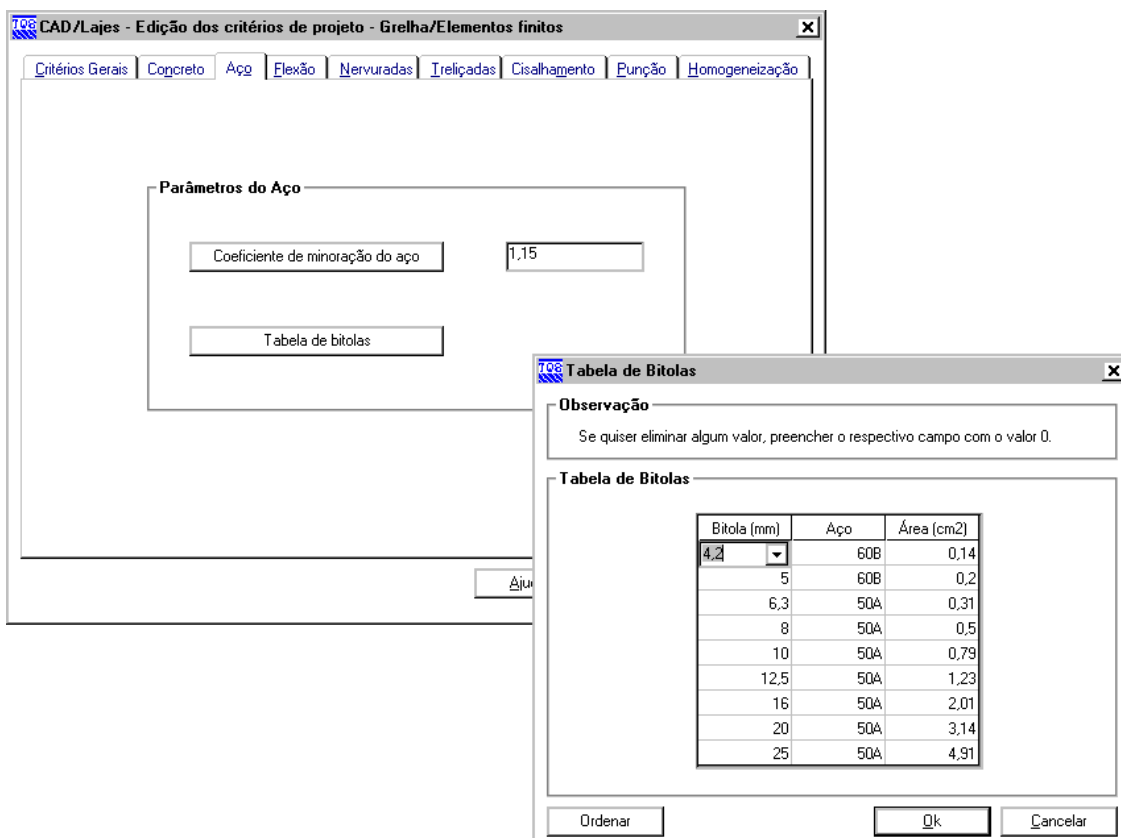 TQS CAD/Lajes - Edição dos critérios de projeto - Grelha/Elementos finitos
Critérios Gerais Concreto Aço Flexão Nervuradas Treliçadas Cisalhamento Punção Homogeneização
Parâmetros do Aço
Coeficiente de minoração do aço 1,15
Tabela de bitolas
TQS Tabela de Bitolas
Observação
Se quiser eliminar algum valor, preencher o respectivo campo com o valor 0.
Tabela de Bitolas
Bitola (mm) Aço Área (cm2)
4,2 60B 0,14
5 60B 0,2
6,3 50A 0,31
8 50A 0,5
10 50A 0,79
12,5 50A 1,23
16 50A 2,01
20 50A 3,14
25 50A 4,91
Ordenar Ok Cancelar